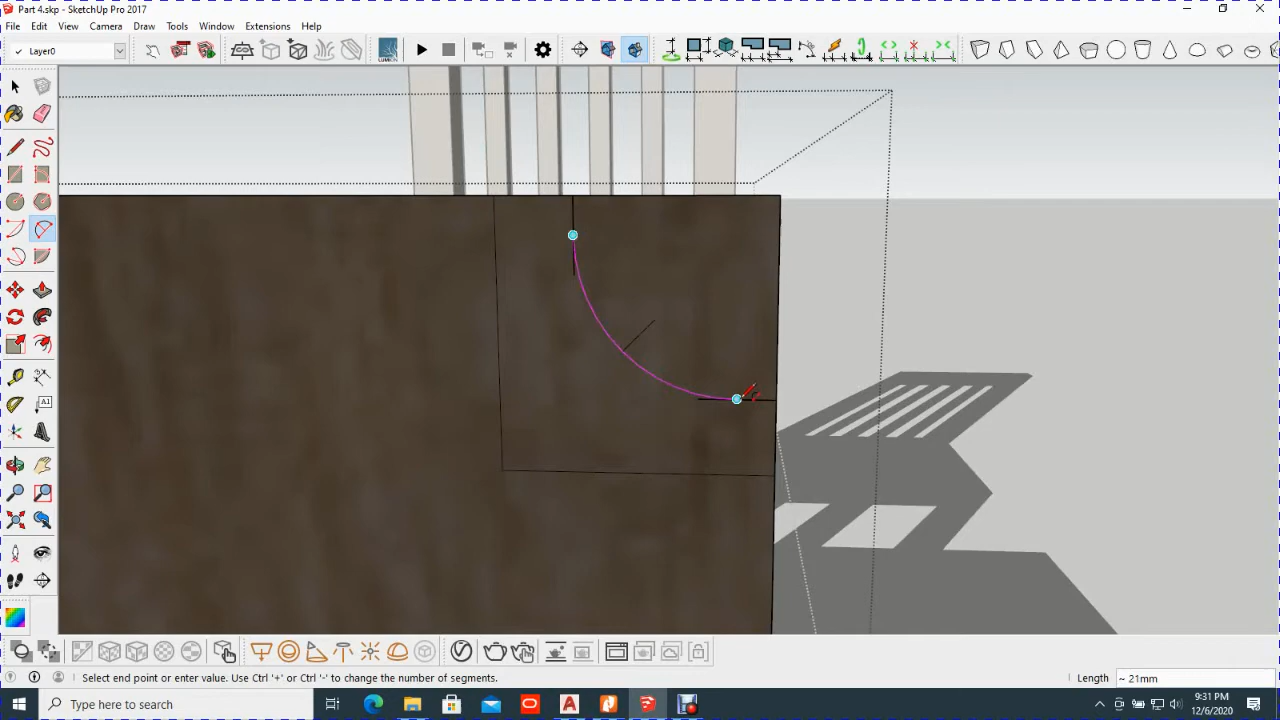 Part 4.skp - SketchUp Pro 2017
File Edit View Camera Draw Tools Window Extensions Help
Layer0
LUMION
A1
Select end point or enter value. Use Ctrl '+' or Ctrl '-' to change the number of segments.
Length ~ 21mm
Type here to search
9:31 PM
12/6/2020